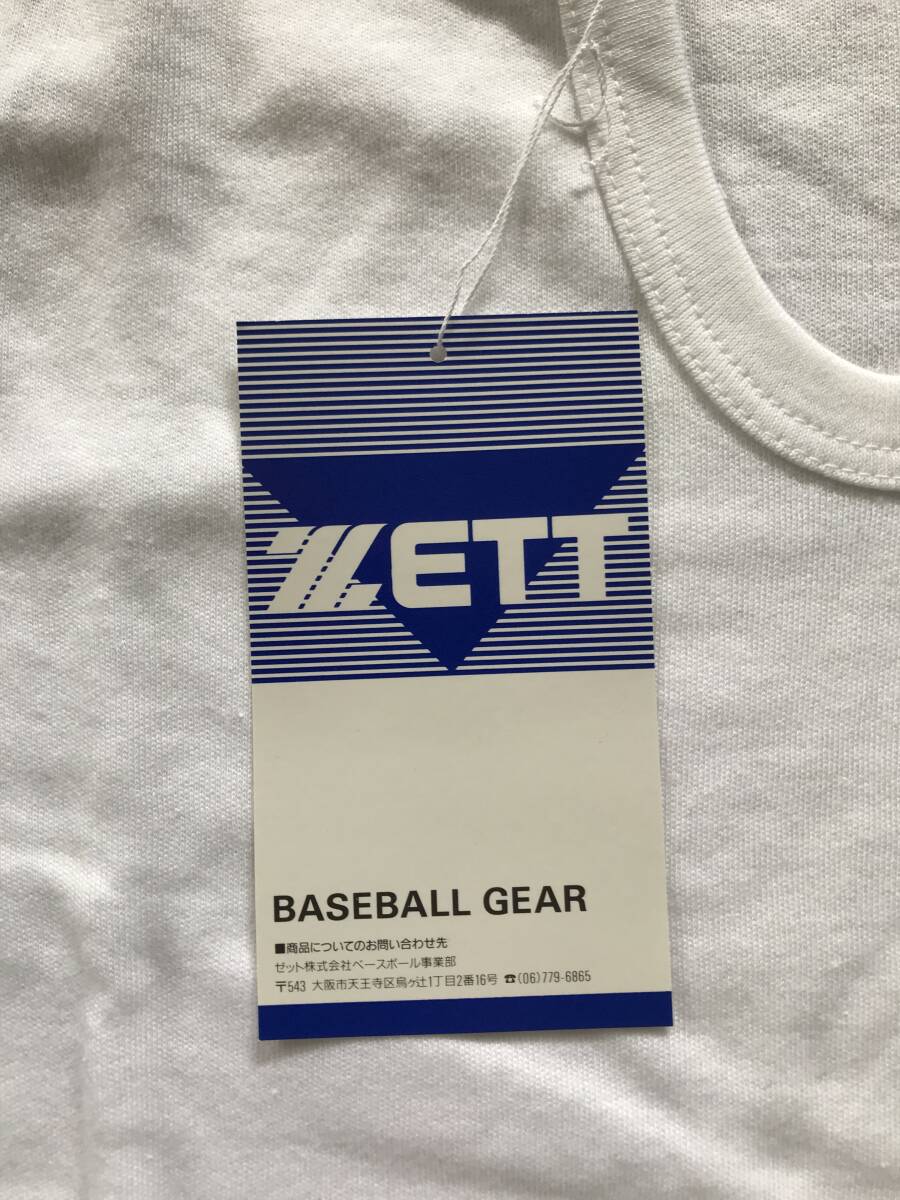 ZETT
BASEBALL GEAR
■商品についてのお問い合わせ先
ゼット株式会社ベースボール事業部
〒543 大阪市天王寺区烏ヶ辻1丁目2番16号 ☎(06)779-6865